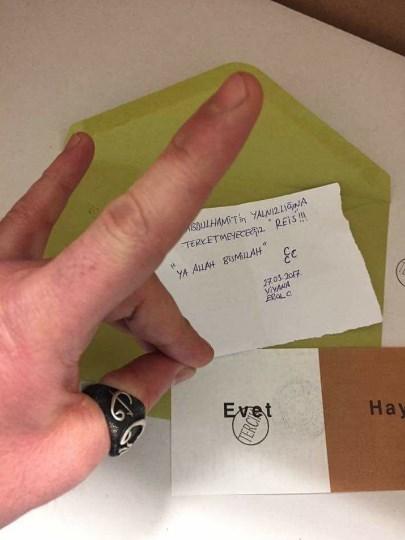 ABDULHAMİT'in YALNIZLIĞINA
TERKETMEYECEĞİZ "REİS"!!!
"YA ALLAH BİSMİLLAH"
27.03.2017
VİYANA
EROL C
Evet
TERCİH
Hay